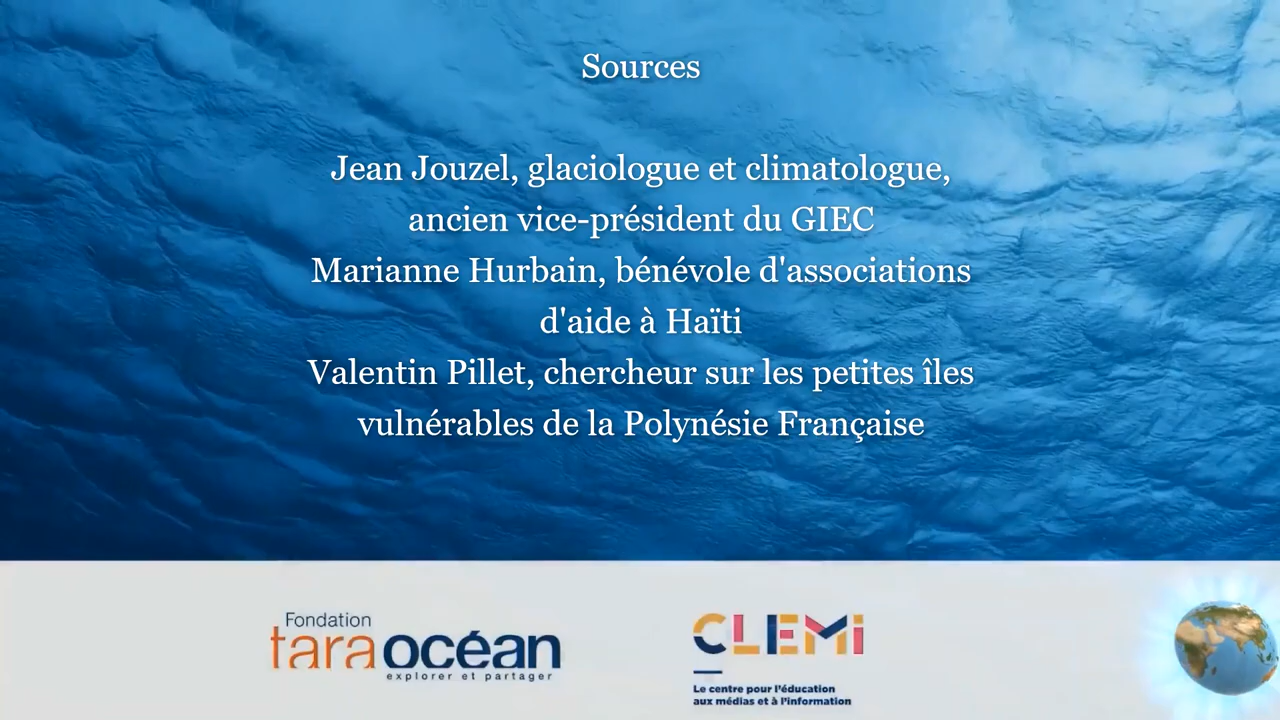 Sources
Jean Jouzel, glaciologue et climatologue,
ancien vice-président du GIEC
Marianne Hurbain, bénévole d'associations
d'aide à Haïti
Valentin Pillet, chercheur sur les petites îles
vulnérables de la Polynésie Française
Fondation
taraocéan
explorer et partager
CLEMi
Le centre pour l'éducation
aux médias et à l'information